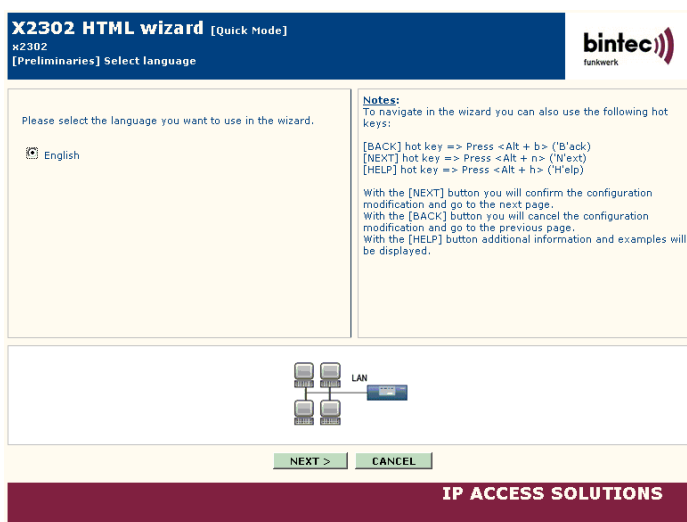 X2302 HTML wizard [Quick Mode]
x2302
[Preliminaries] Select language
bintec
funkwerk
Please select the language you want to use in the wizard.
English
Notes:
To navigate in the wizard you can also use the following hot
keys:
[BACK] hot key => Press <Alt + b> ('B'ack)
[NEXT] hot key => Press <Alt + n> ('N'ext)
[HELP] hot key => Press <Alt + h> ('H'elp)
With the [NEXT] button you will confirm the configuration
modification and go to the next page.
With the [BACK] button you will cancel the configuration
modification and go to the previous page.
With the [HELP] button additional information and examples will
be displayed.
LAN
NEXT >
CANCEL
IP ACCESS SOLUTIONS